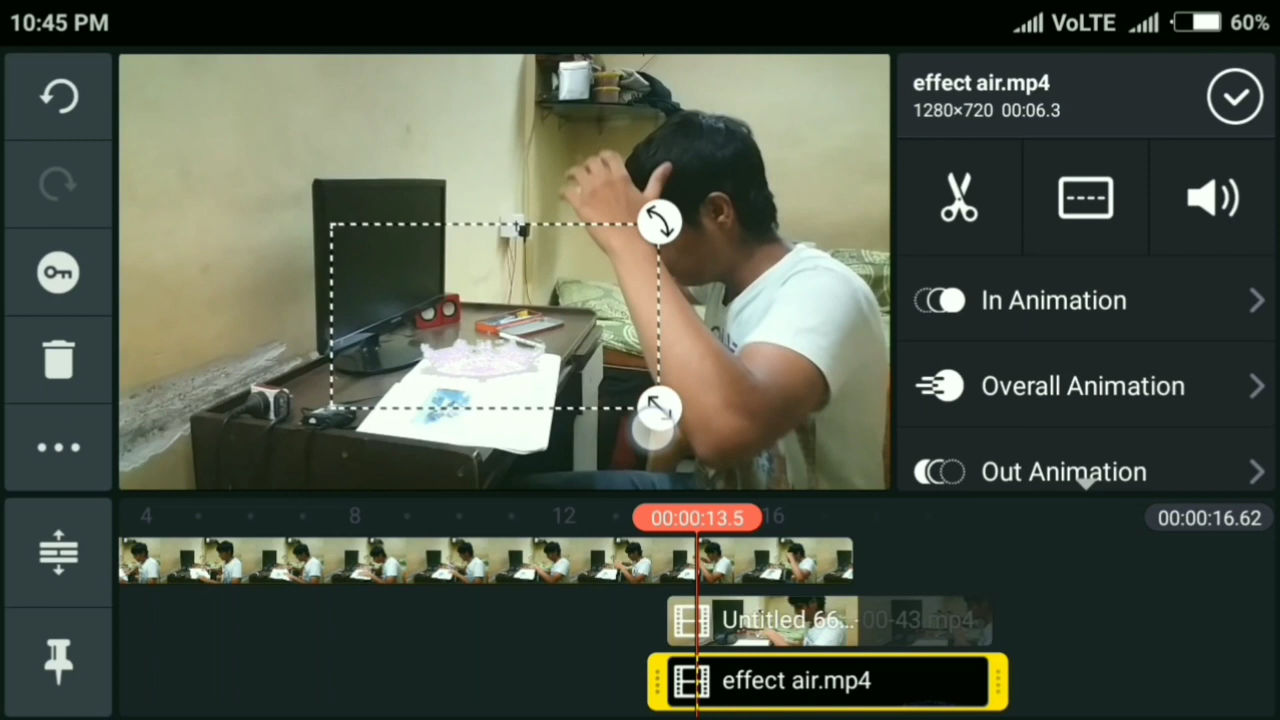 10:45 PM
VoLTE
60%
effect air.mp4
1280×720 00:06.3
In Animation
Overall Animation
Out Animation
4
8
12
16
00:00:13.5
00:00:16.62
Untitled 66...-00-43.mp4
effect air.mp4